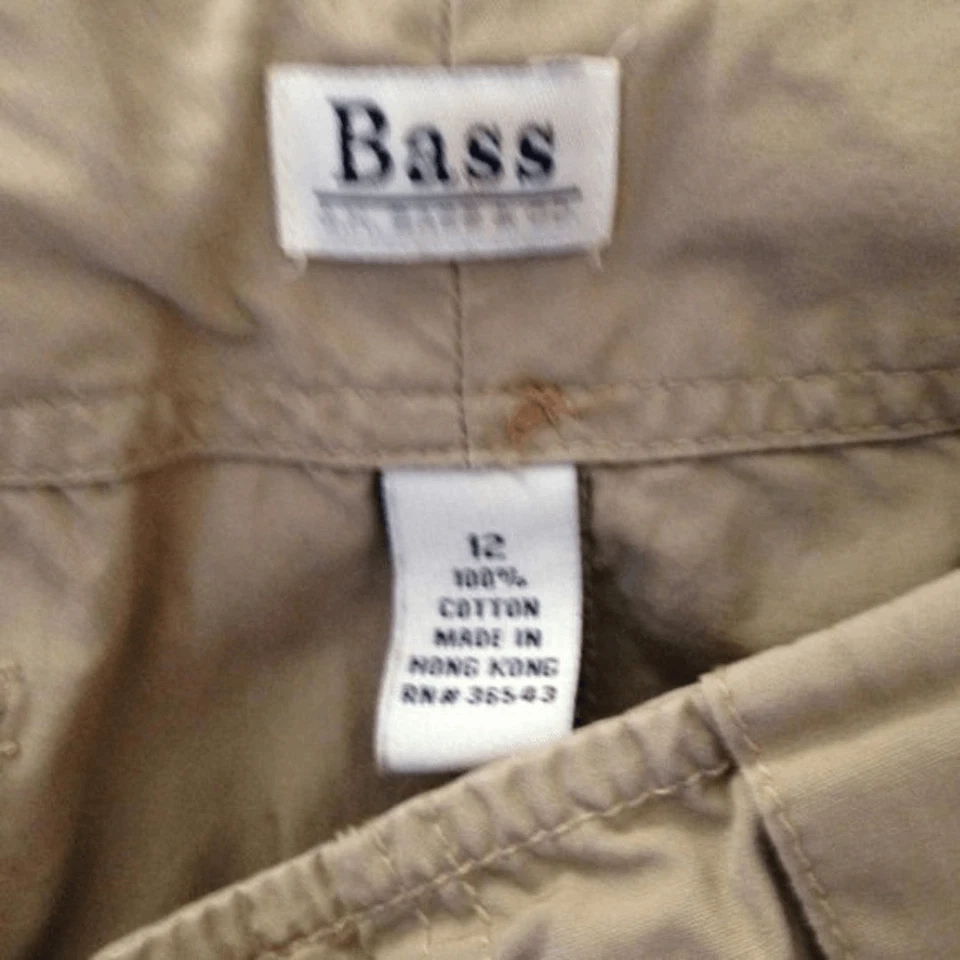 Bass
12
100%
COTTON
MADE IN
HONG KONG
RN# 36543